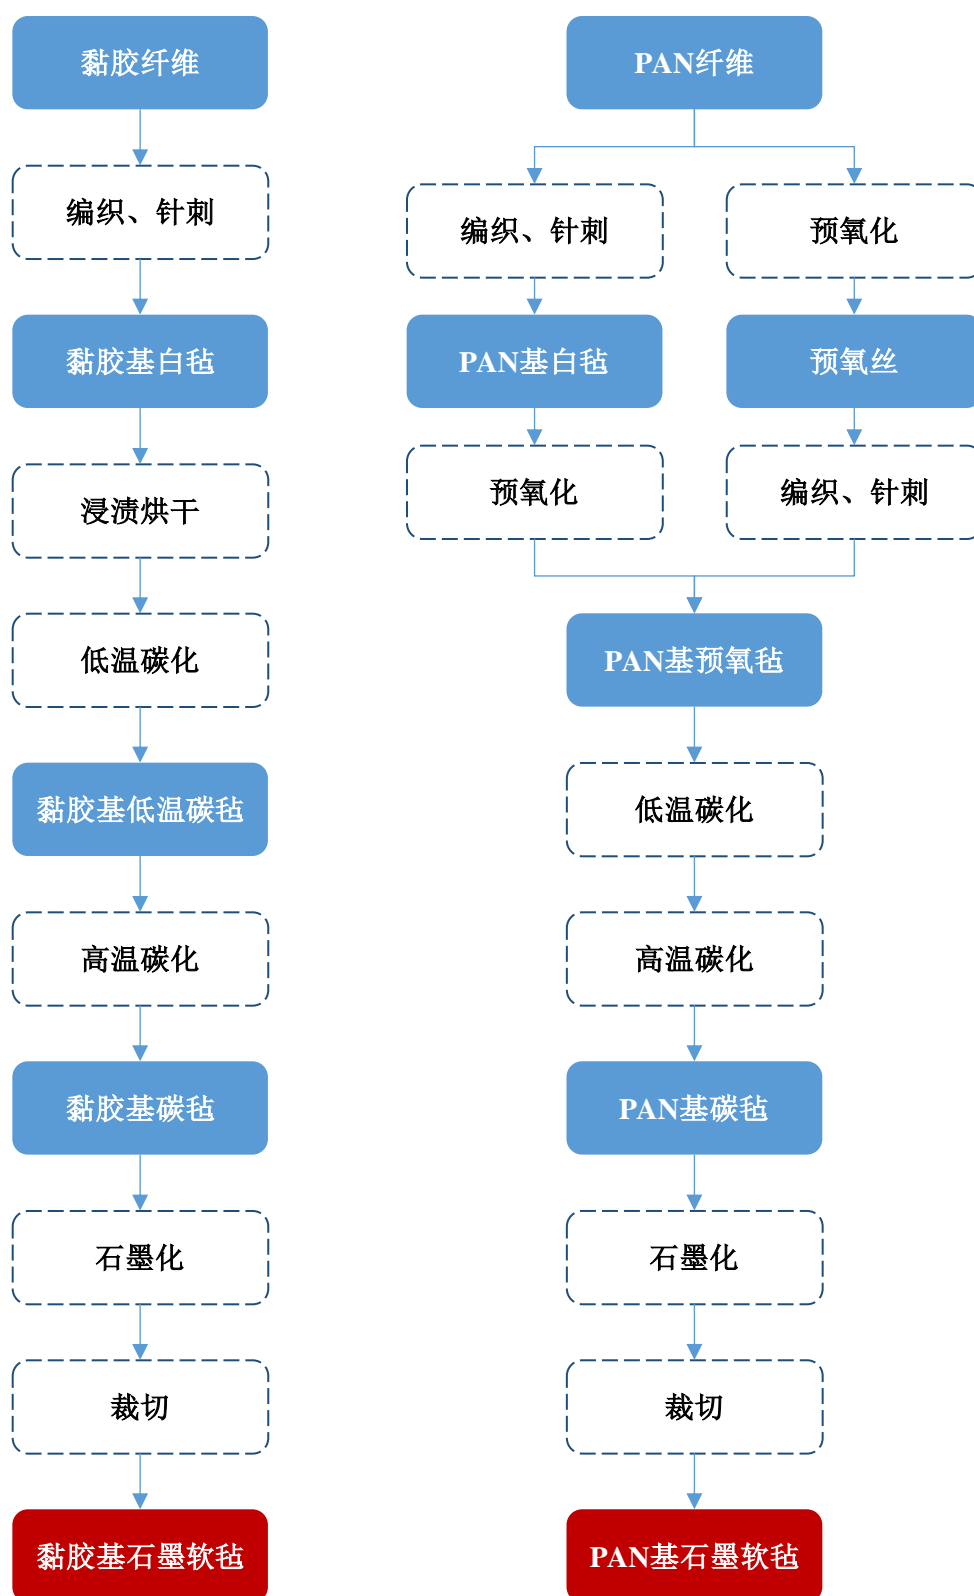 黏胶纤维
编织、针刺
黏胶基白毡
浸渍烘干
低温碳化
黏胶基低温碳毡
高温碳化
黏胶基碳毡
石墨化
裁切
黏胶基石墨软毡
PAN纤维
编织、针刺
PAN基白毡
预氧化
预氧化
预氧丝
编织、针刺
PAN基预氧毡
低温碳化
高温碳化
PAN基碳毡
石墨化
裁切
PAN基石墨软毡